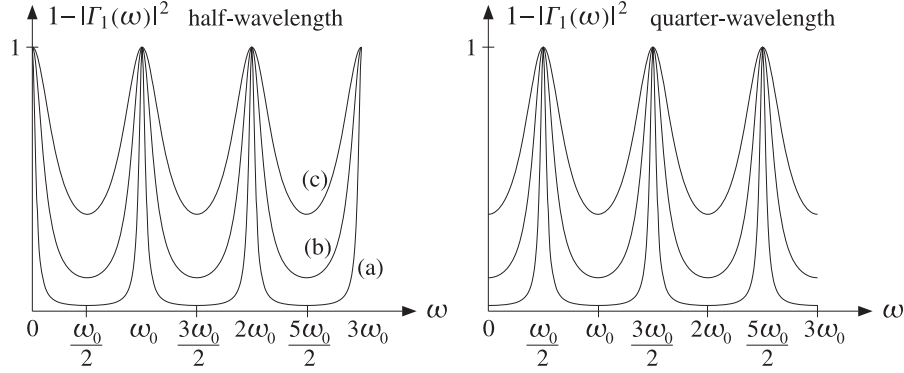 1−|Γ₁(ω)|² half-wavelength
1
(c)
(b)
(a)
ω
0 ω₀/2 ω₀ 3ω₀/2 2ω₀ 5ω₀/2 3ω₀
1−|Γ₁(ω)|² quarter-wavelength
1
ω
0 ω₀/2 ω₀ 3ω₀/2 2ω₀ 5ω₀/2 3ω₀